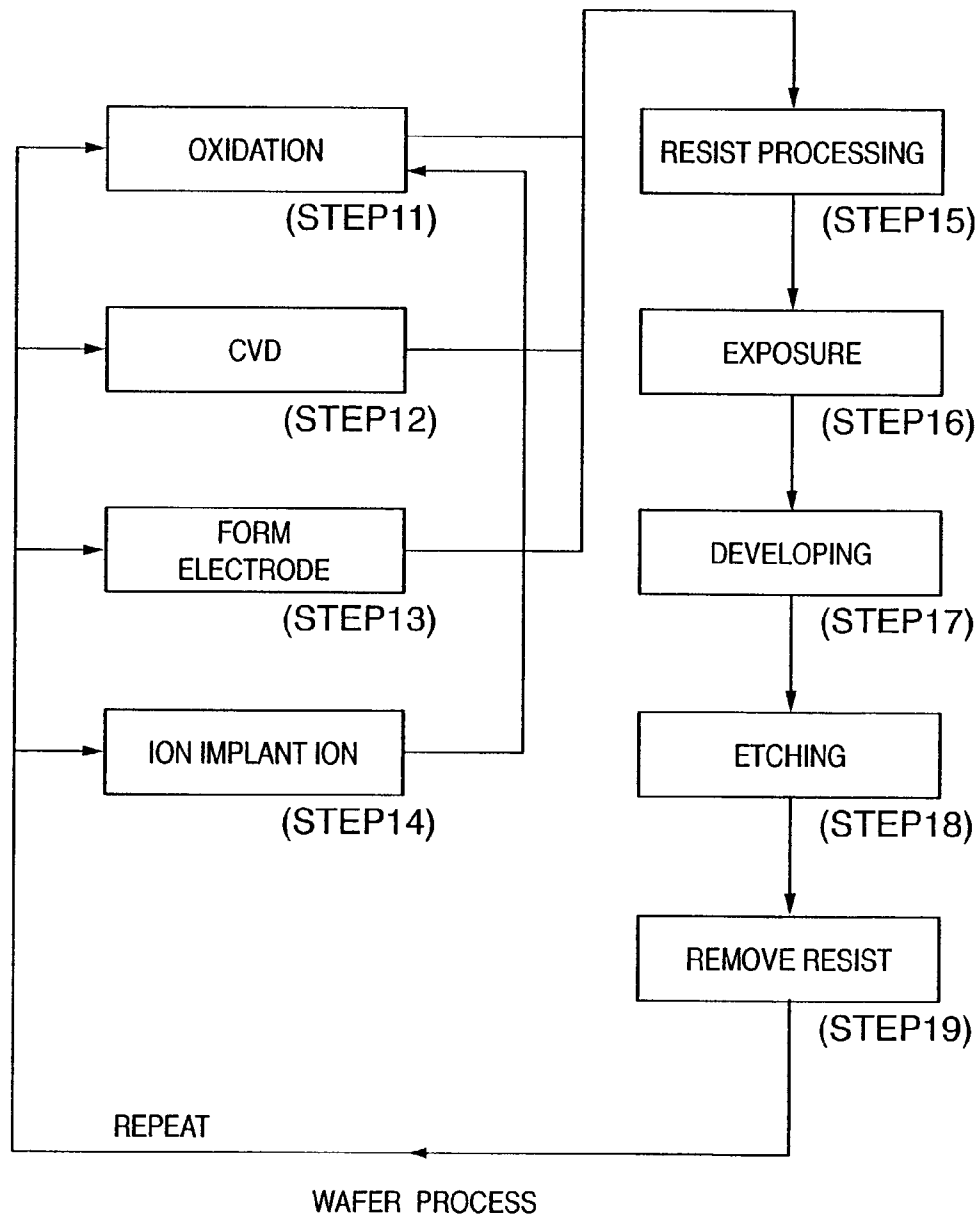 OXIDATION
(STEP11)
CVD
(STEP12)
FORM
ELECTRODE
(STEP13)
ION IMPLANT ION
(STEP14)
RESIST PROCESSING
(STEP15)
EXPOSURE
(STEP16)
DEVELOPING
(STEP17)
ETCHING
(STEP18)
REMOVE RESIST
(STEP19)
REPEAT
WAFER PROCESS